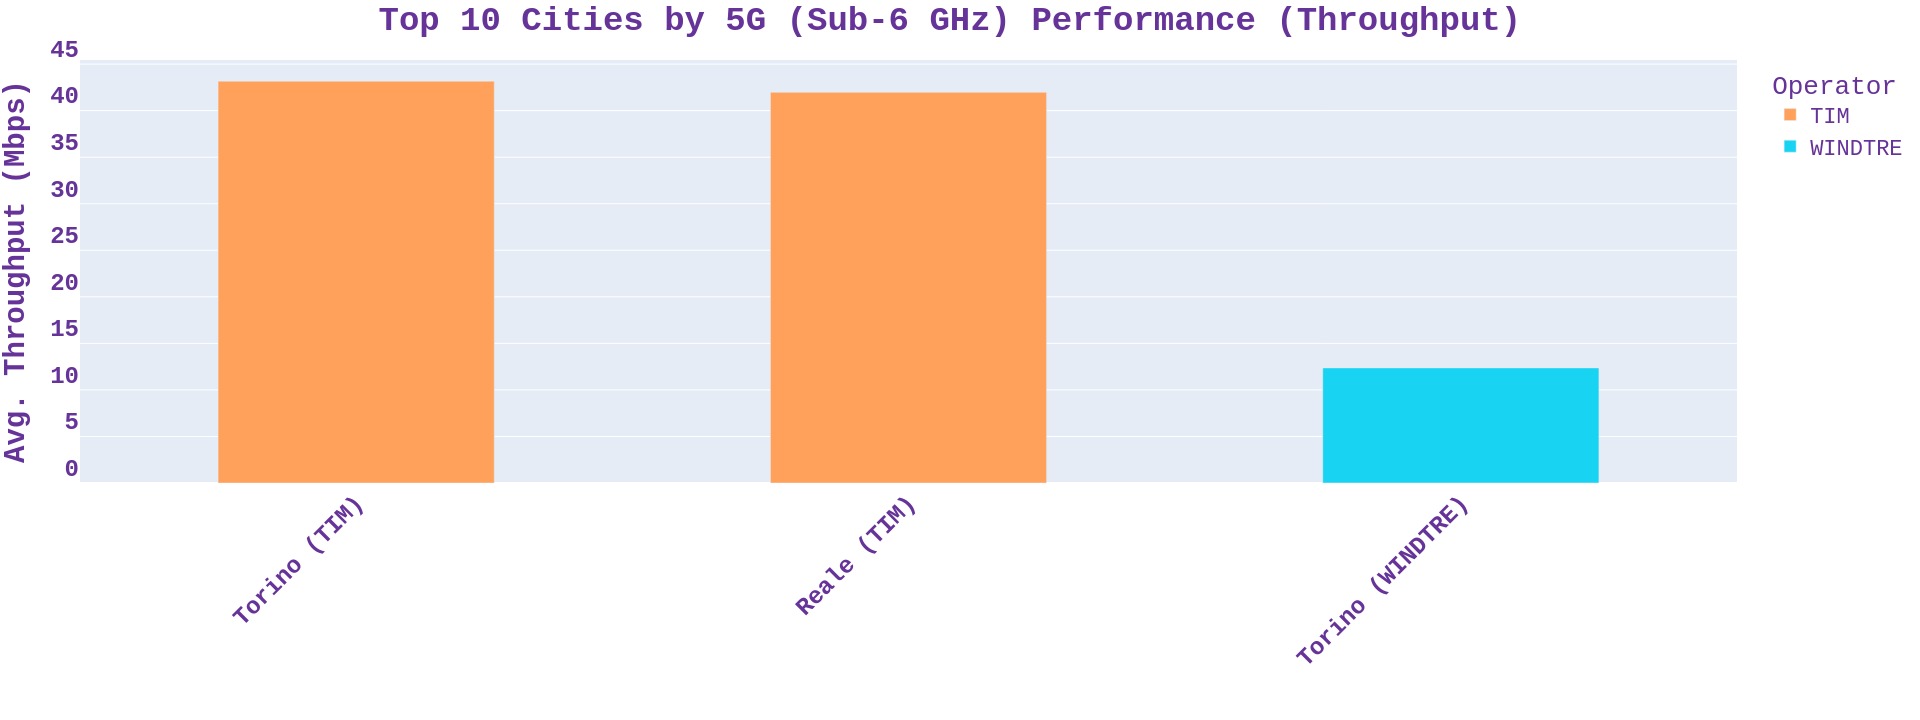 Top 10 Cities by 5G (Sub-6 GHz) Performance (Throughput)
Avg. Throughput (Mbps)
45
40
35
30
25
20
15
10
5
0
Torino (TIM)
Reale (TIM)
Torino (WINDTRE)
Operator
TIM
WINDTRE